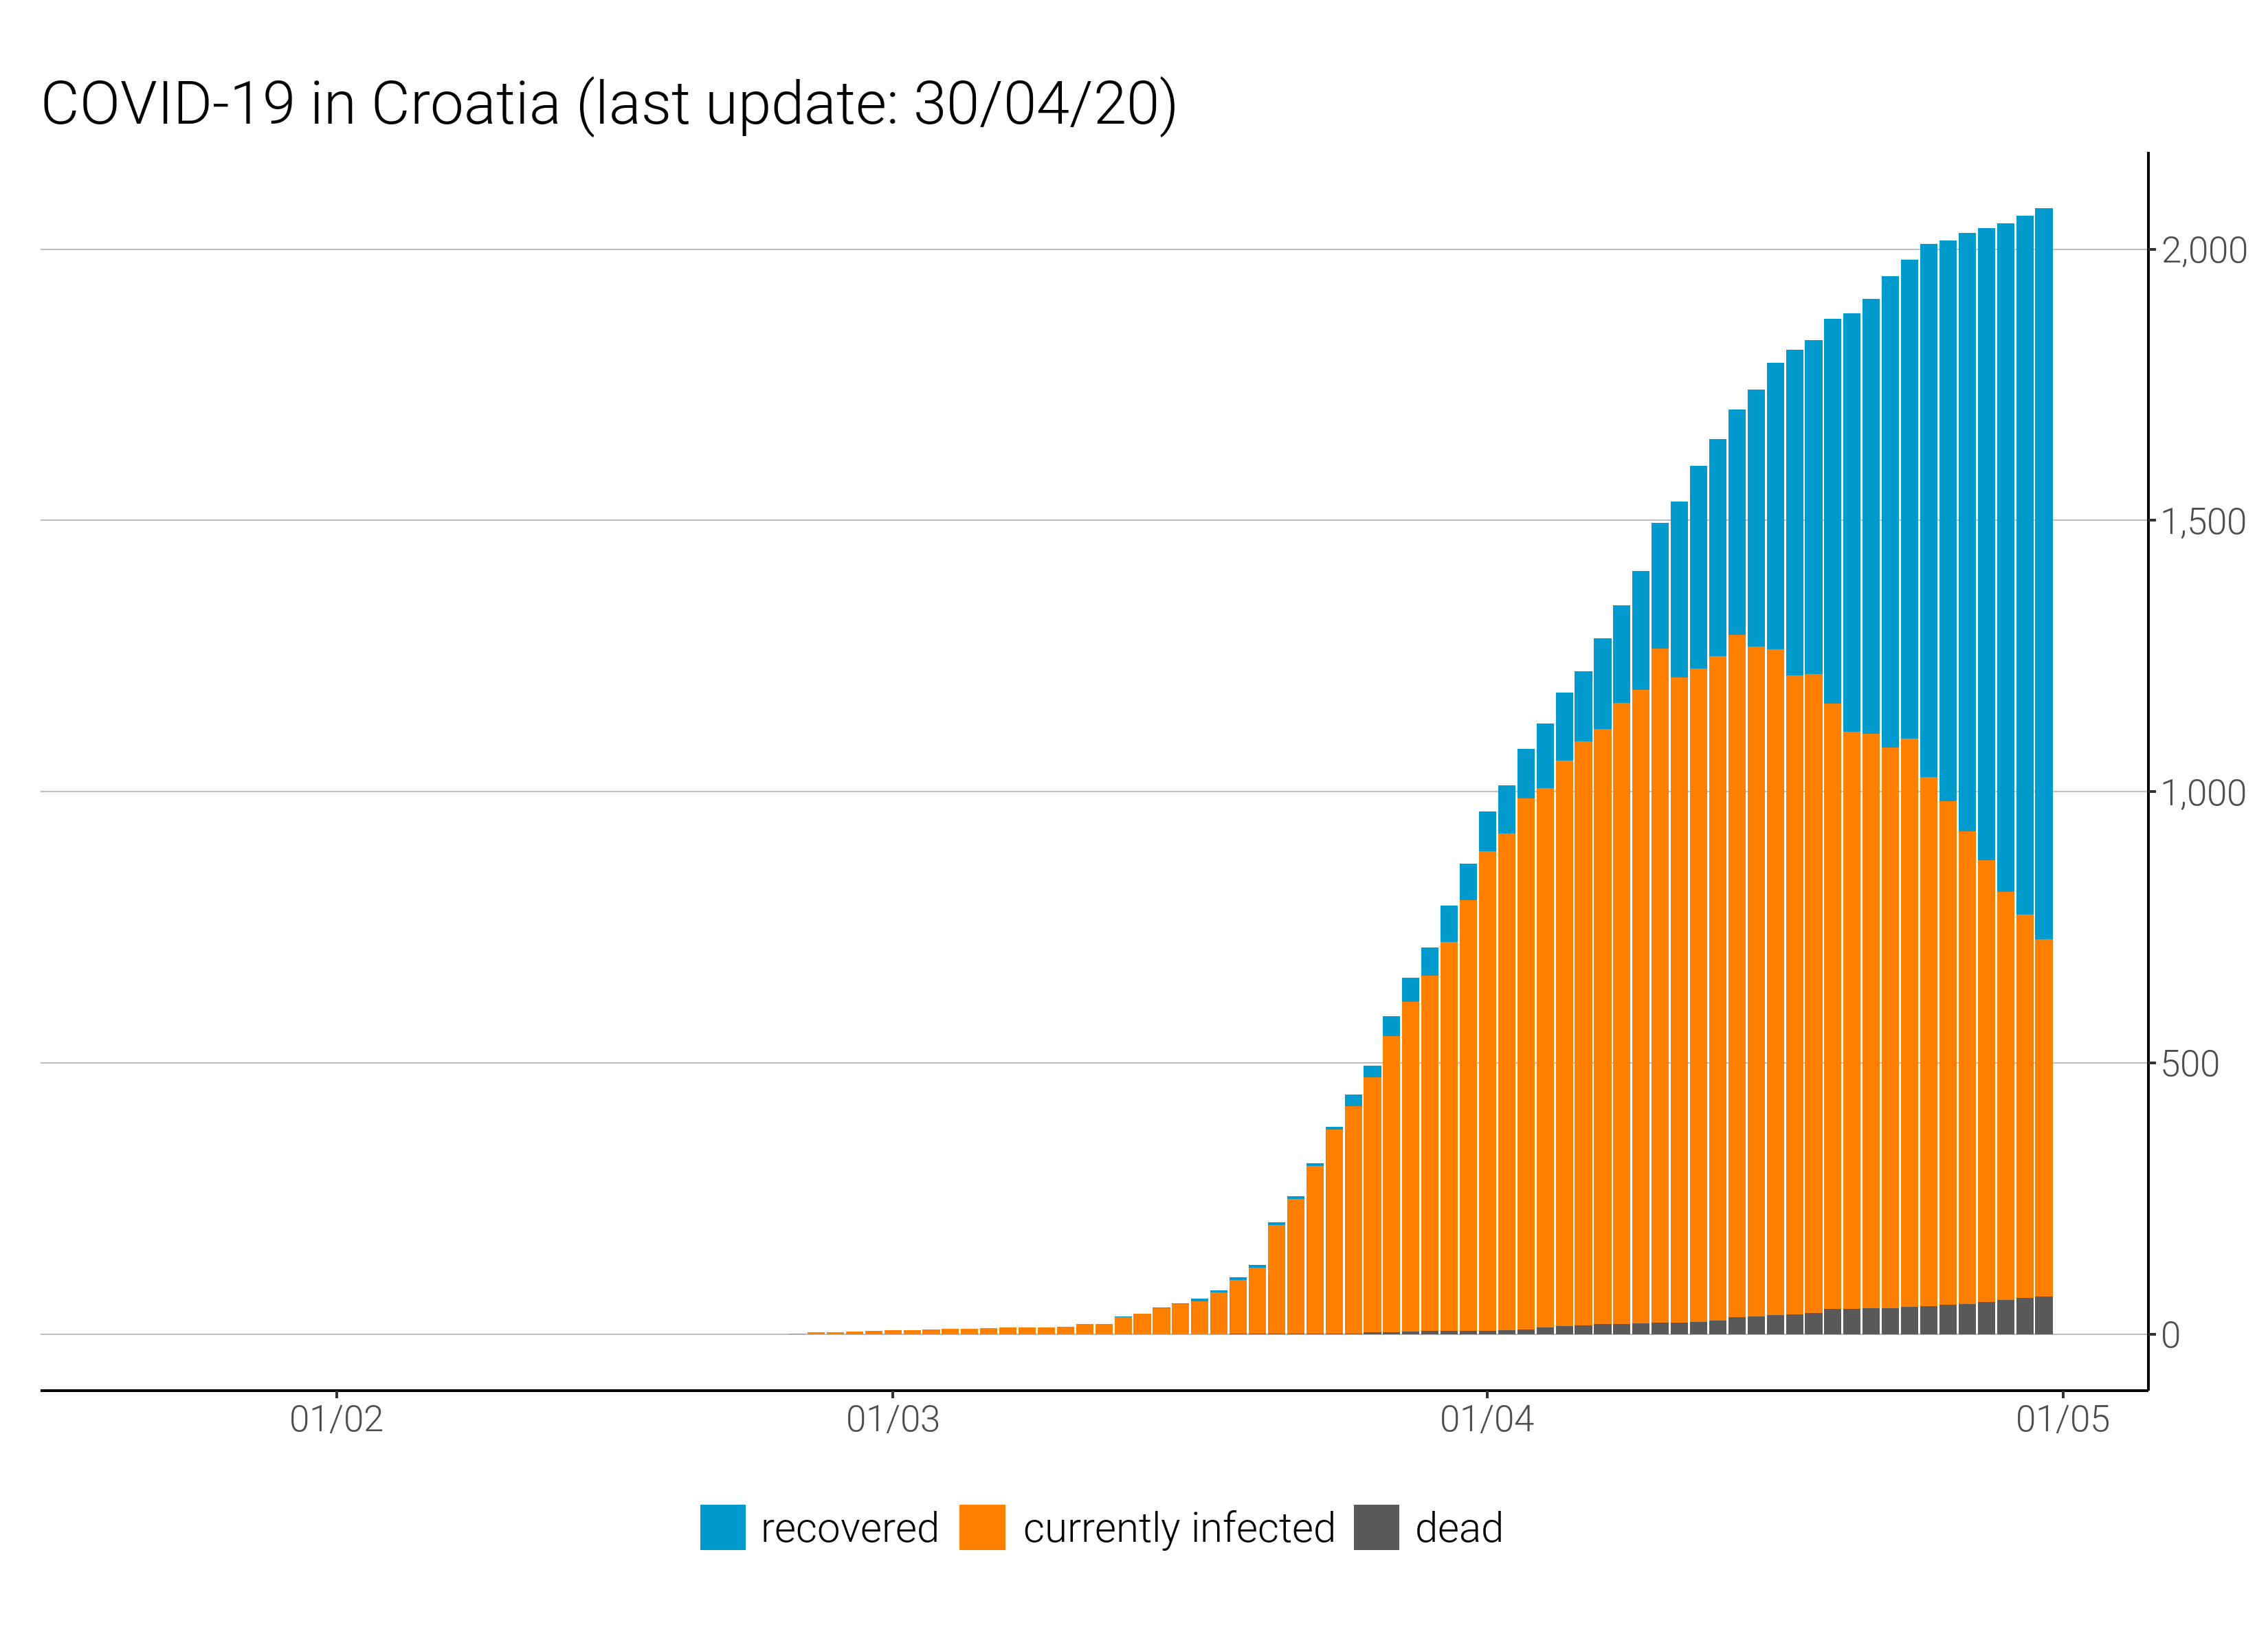 COVID-19 in Croatia (last update: 30/04/20)
2,000
1,500
1,000
500
0
01/02 01/03 01/04 01/05
recovered currently infected dead